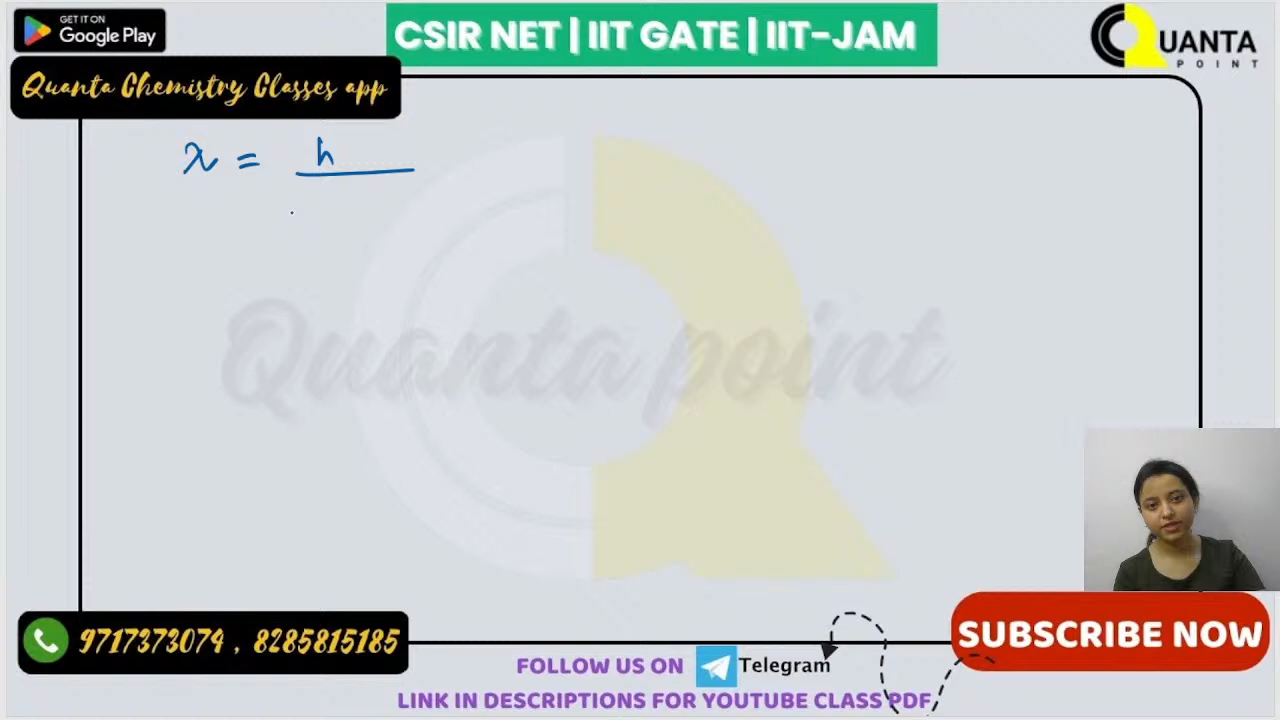 GET IT ON
Google Play
CSIR NET | IIT GATE | IIT-JAM
QUANTA
POINT
Quanta Chemistry Classes app
λ = h
Quanta point
9717373074 , 8285815185
SUBSCRIBE NOW
FOLLOW US ON Telegram
LINK IN DESCRIPTIONS FOR YOUTUBE CLASS PDF